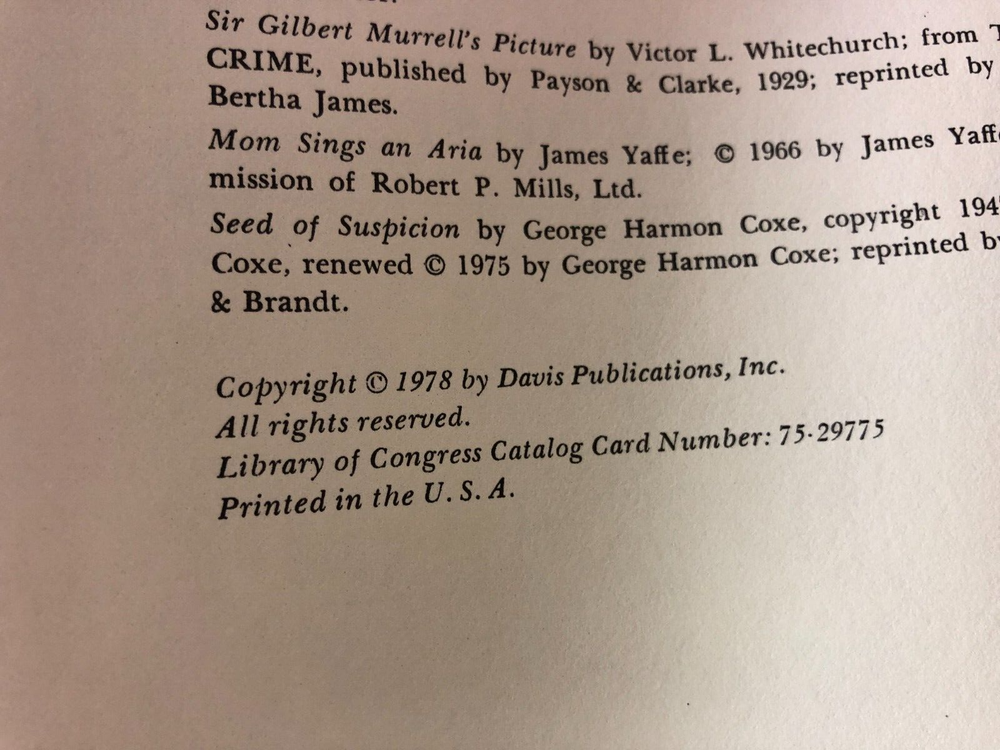 Sir Gilbert Murrell's Picture by Victor L. Whitechurch; from
CRIME, published by Payson & Clarke, 1929; reprinted by
Bertha James.
Mom Sings an Aria by James Yaffe; © 1966 by James
mission of Robert P. Mills, Ltd.
Seed of Suspicion by George Harmon Coxe, copyright
Coxe, renewed © 1975 by George Harmon Coxe; reprinted by
& Brandt.
Copyright © 1978 by Davis Publications, Inc.
All rights reserved.
Library of Congress Catalog Card Number: 75-29775
Printed in the U. S. A.